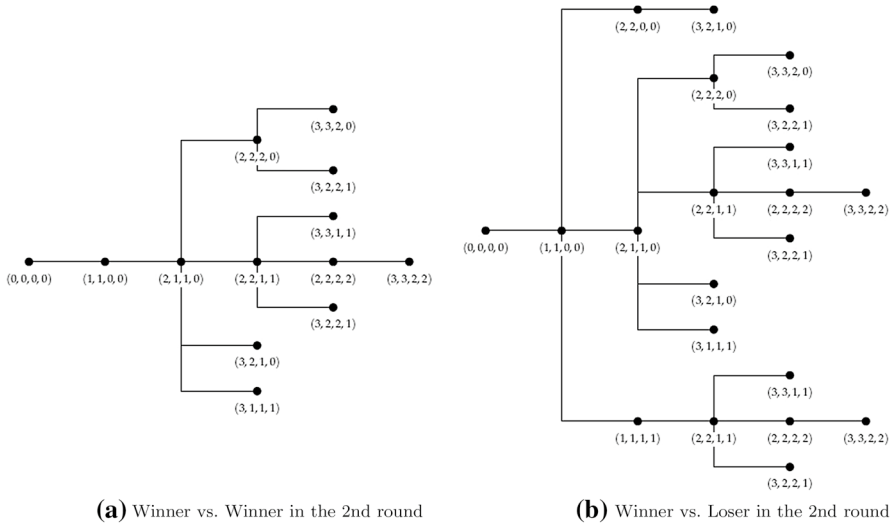 (3,3,2,0)
(2,2,2,0)
(3,2,2,1)
(3,3,1,1)
(0,0,0,0) (1,1,0,0) (2,1,1,0) (2,2,1,1) (2,2,2,2) (3,3,2,2)
(3,2,2,1)
(3,2,1,0)
(3,1,1,1)
(a) Winner vs. Winner in the 2nd round
(2,2,0,0) (3,2,1,0)
(3,3,2,0)
(2,2,2,0)
(3,2,2,1)
(3,3,1,1)
(2,2,1,1) (2,2,2,2) (3,3,2,2)
(0,0,0,0) (1,1,0,0) (2,1,1,0)
(3,2,2,1)
(3,2,1,0)
(3,1,1,1)
(3,3,1,1)
(1,1,1,1) (2,2,1,1) (2,2,2,2) (3,3,2,2)
(3,2,2,1)
(b) Winner vs. Loser in the 2nd round